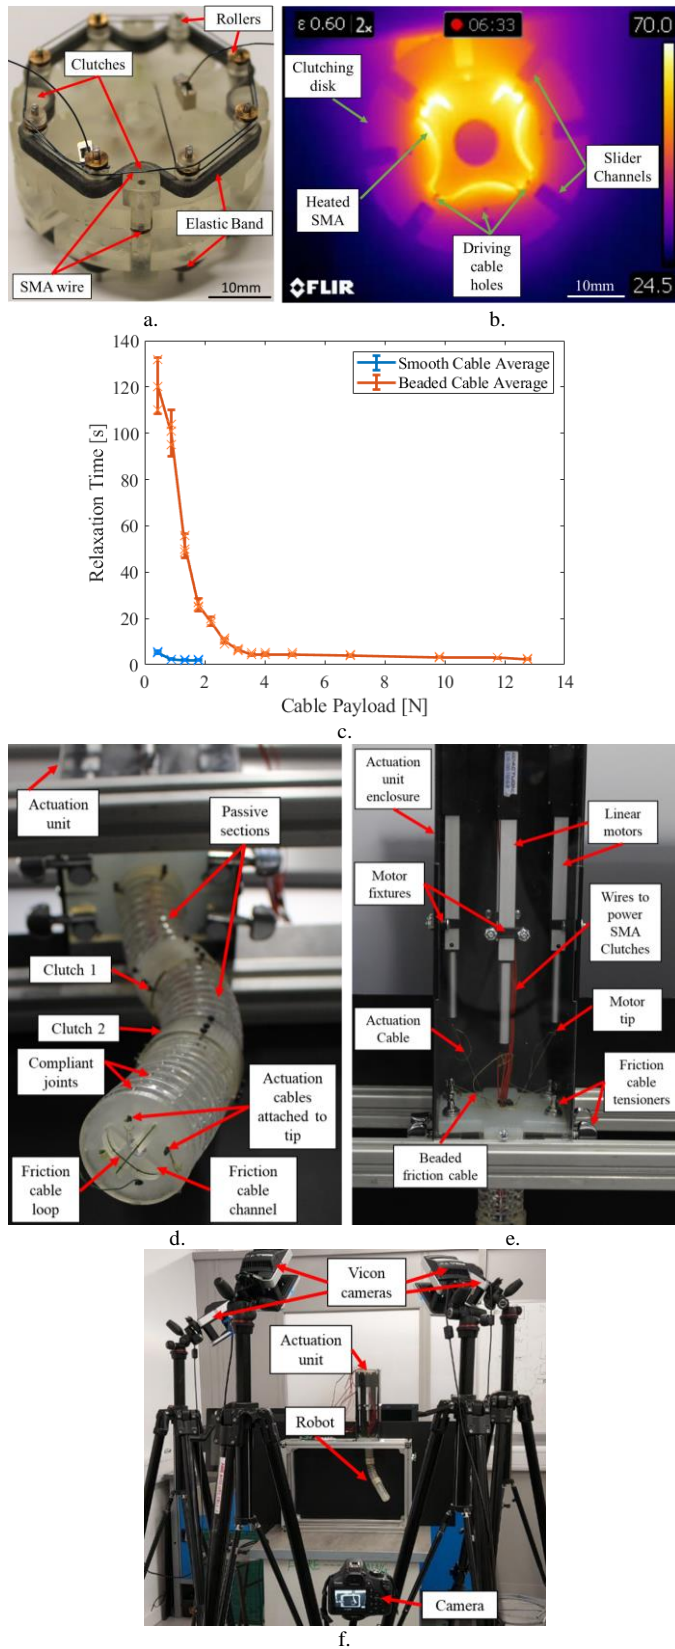 Rollers
Clutches
Elastic Band
SMA wire
10mm
a.
ε 0.60
2×
06:33
70.0
Clutching
disk
Slider
Channels
Heated
SMA
Driving
cable
holes
FLIR
10mm
24.5
b.
140
120
100
80
60
40
20
0
Relaxation Time [s]
Smooth Cable Average
Beaded Cable Average
0 2 4 6 8 10 12 14
Cable Payload [N]
c.
Actuation
unit
Passive
sections
Clutch 1
Clutch 2
Compliant
joints
Actuation
cables
attached to
tip
Friction
cable
loop
Friction
cable
channel
d.
Actuation
unit
enclosure
Linear
motors
Motor
fixtures
Wires to
power
SMA
Clutches
Actuation
Cable
Motor
tip
Friction
cable
tensioners
Beaded
friction cable
e.
Vicon
cameras
Actuation
unit
Robot
Camera
f.